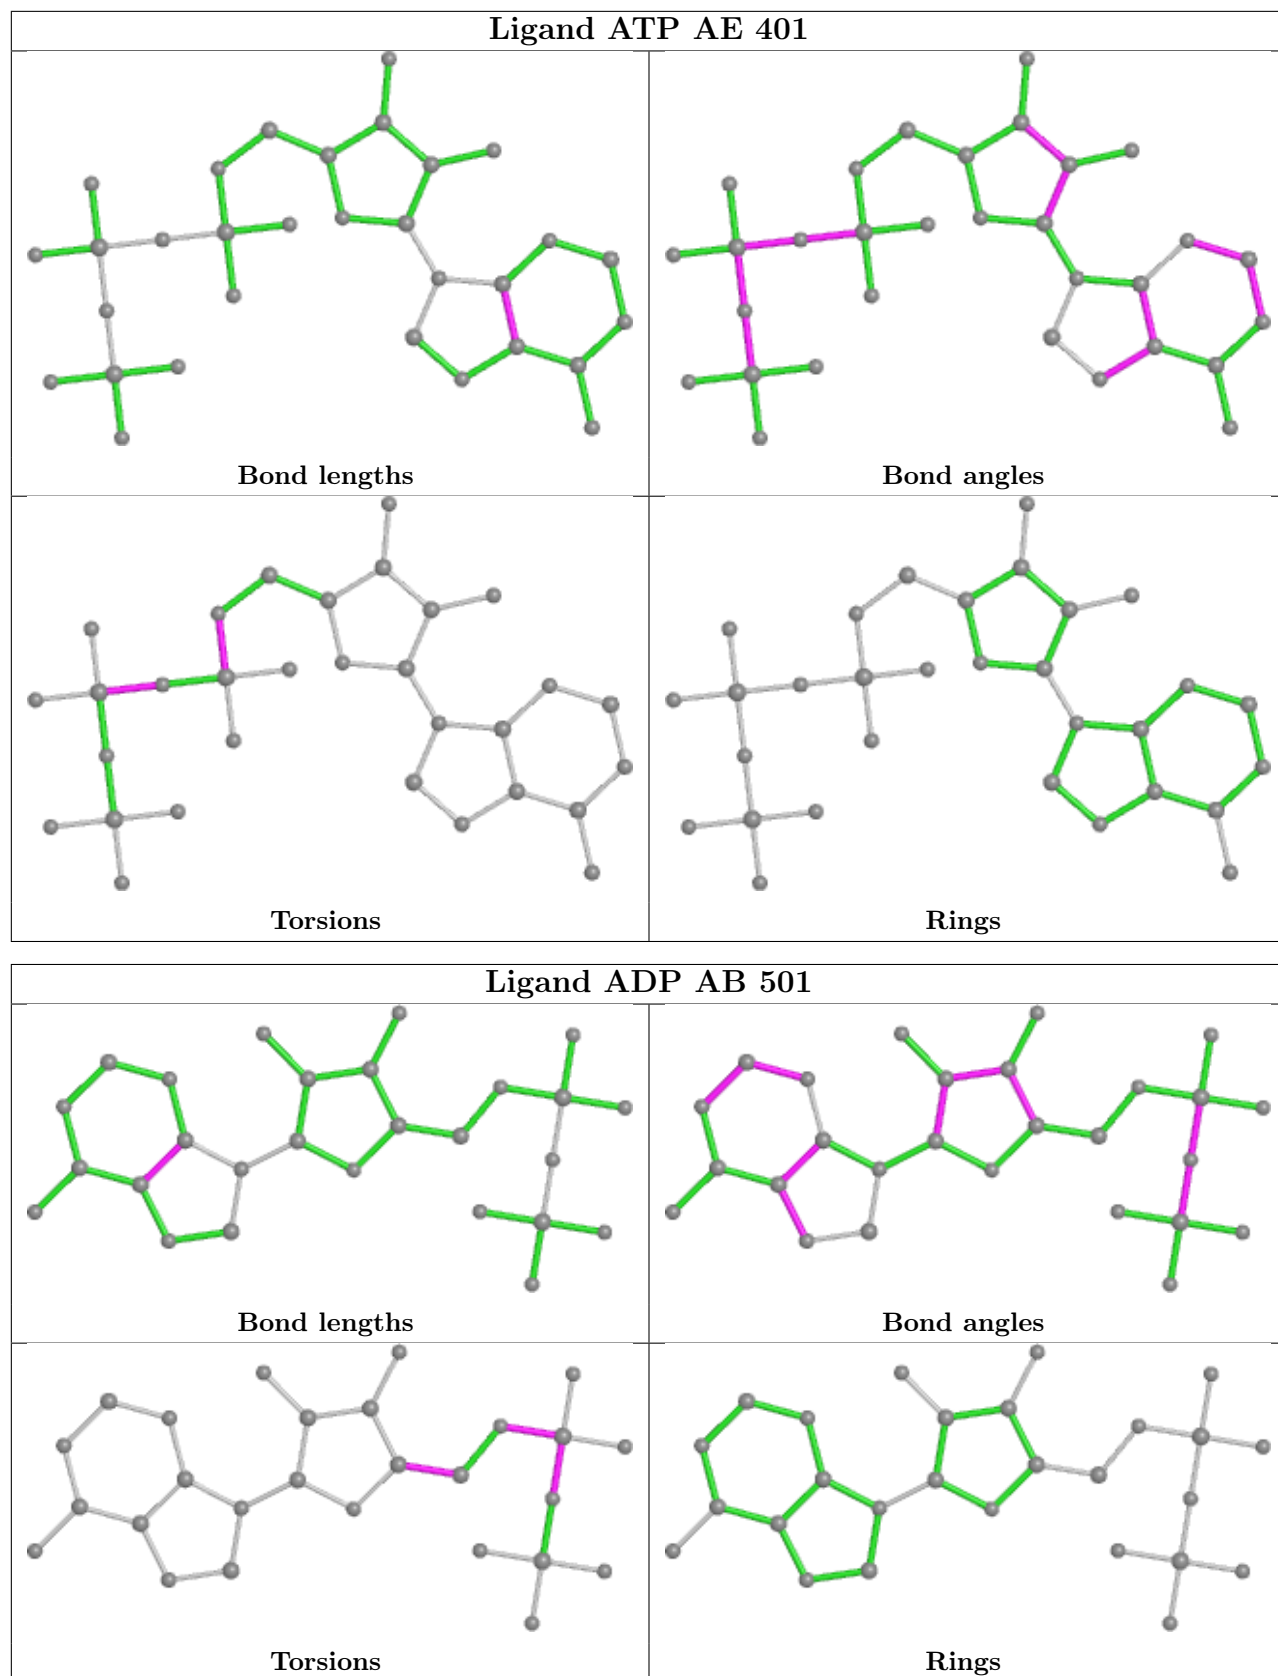 Ligand ATP AE 401
Bond lengths
Bond angles
Torsions
Rings
Ligand ADP AB 501
Bond lengths
Bond angles
Torsions
Rings